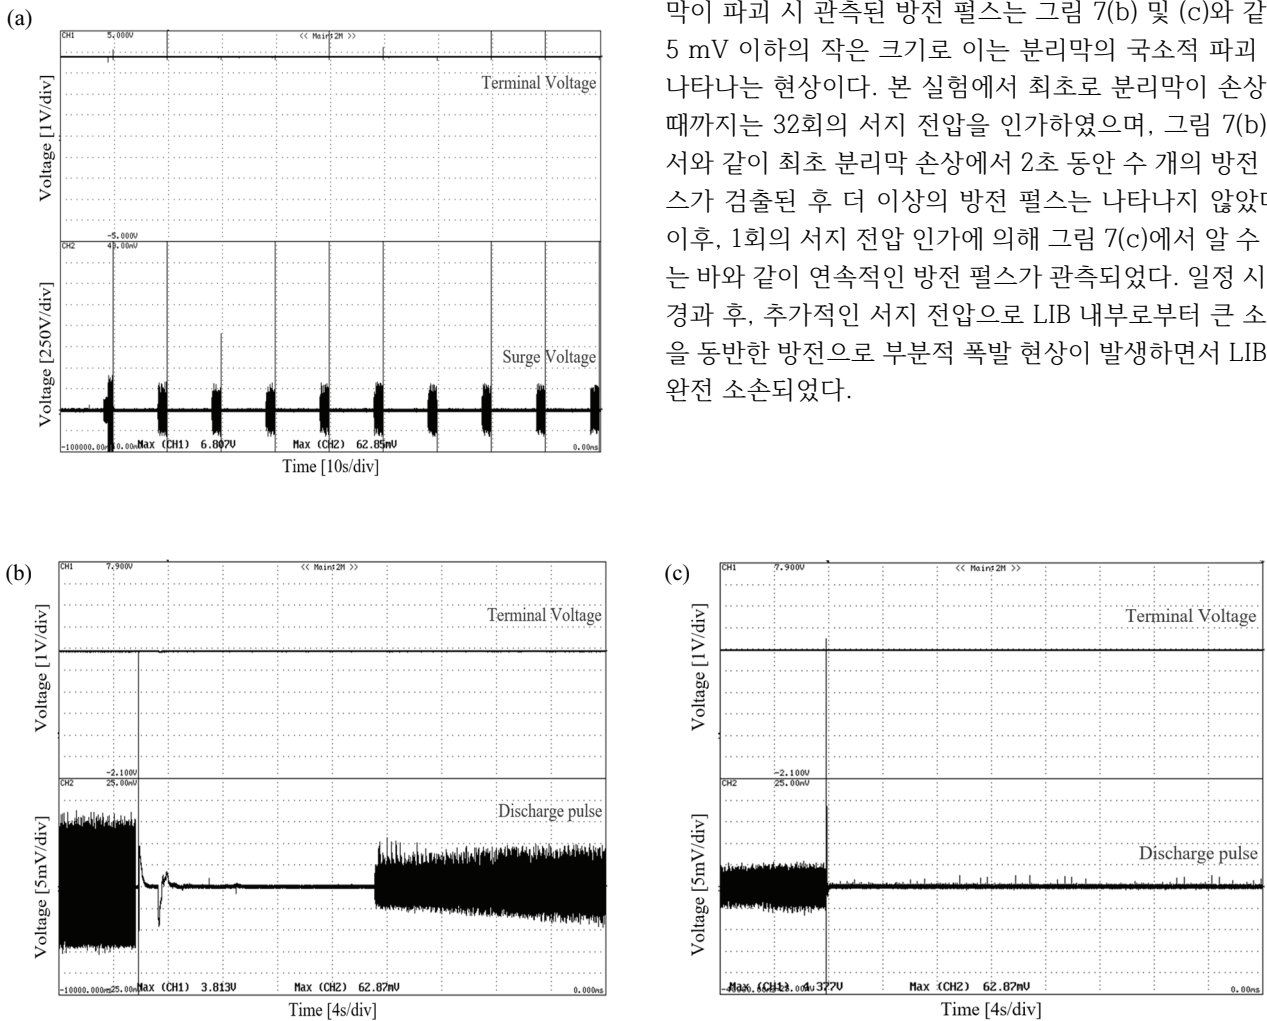 (a)
CH1 5.000V << Main:2M >>
Terminal Voltage
Voltage [1V/div]
-5.000V
CH2 40.00mV
Surge Voltage
Voltage [250V/div]
Max (CH1) 6.807V Max (CH2) 62.85mV
0.00ms
Time [10s/div]
막이 파괴 시 관측된 방전 펄스는 그림 7(b) 및 (c)와 같
5 mV 이하의 작은 크기로 이는 분리막의 국소적 파괴
나타나는 현상이다. 본 실험에서 최초로 분리막이 손상
때까지는 32회의 서지 전압을 인가하였으며, 그림 7(b)
서와 같이 최초 분리막 손상에서 2초 동안 수 개의 방전
스가 검출된 후 더 이상의 방전 펄스는 나타나지 않았
이후, 1회의 서지 전압 인가에 의해 그림 7(c)에서 알 수
는 바와 같이 연속적인 방전 펄스가 관측되었다. 일정 시
경과 후, 추가적인 서지 전압으로 LIB 내부로부터 큰 소
을 동반한 방전으로 부분적 폭발 현상이 발생하면서 LIB
완전 소손되었다.
(b)
CH1 7.900V << Main:2M >>
Terminal Voltage
Voltage [1V/div]
-2.100V
CH2 25.00mV
Discharge pulse
Voltage [5mV/div]
Max (CH1) 3.813V Max (CH2) 62.87mV
0.000ms
Time [4s/div]
(c)
CH1 7.900V << Main:2M >>
Terminal Voltage
Voltage [1V/div]
-2.100V
CH2 25.00mV
Discharge pulse
Voltage [5mV/div]
Max (CH1) 4.377V Max (CH2) 62.87mV
0.00ms
Time [4s/div]